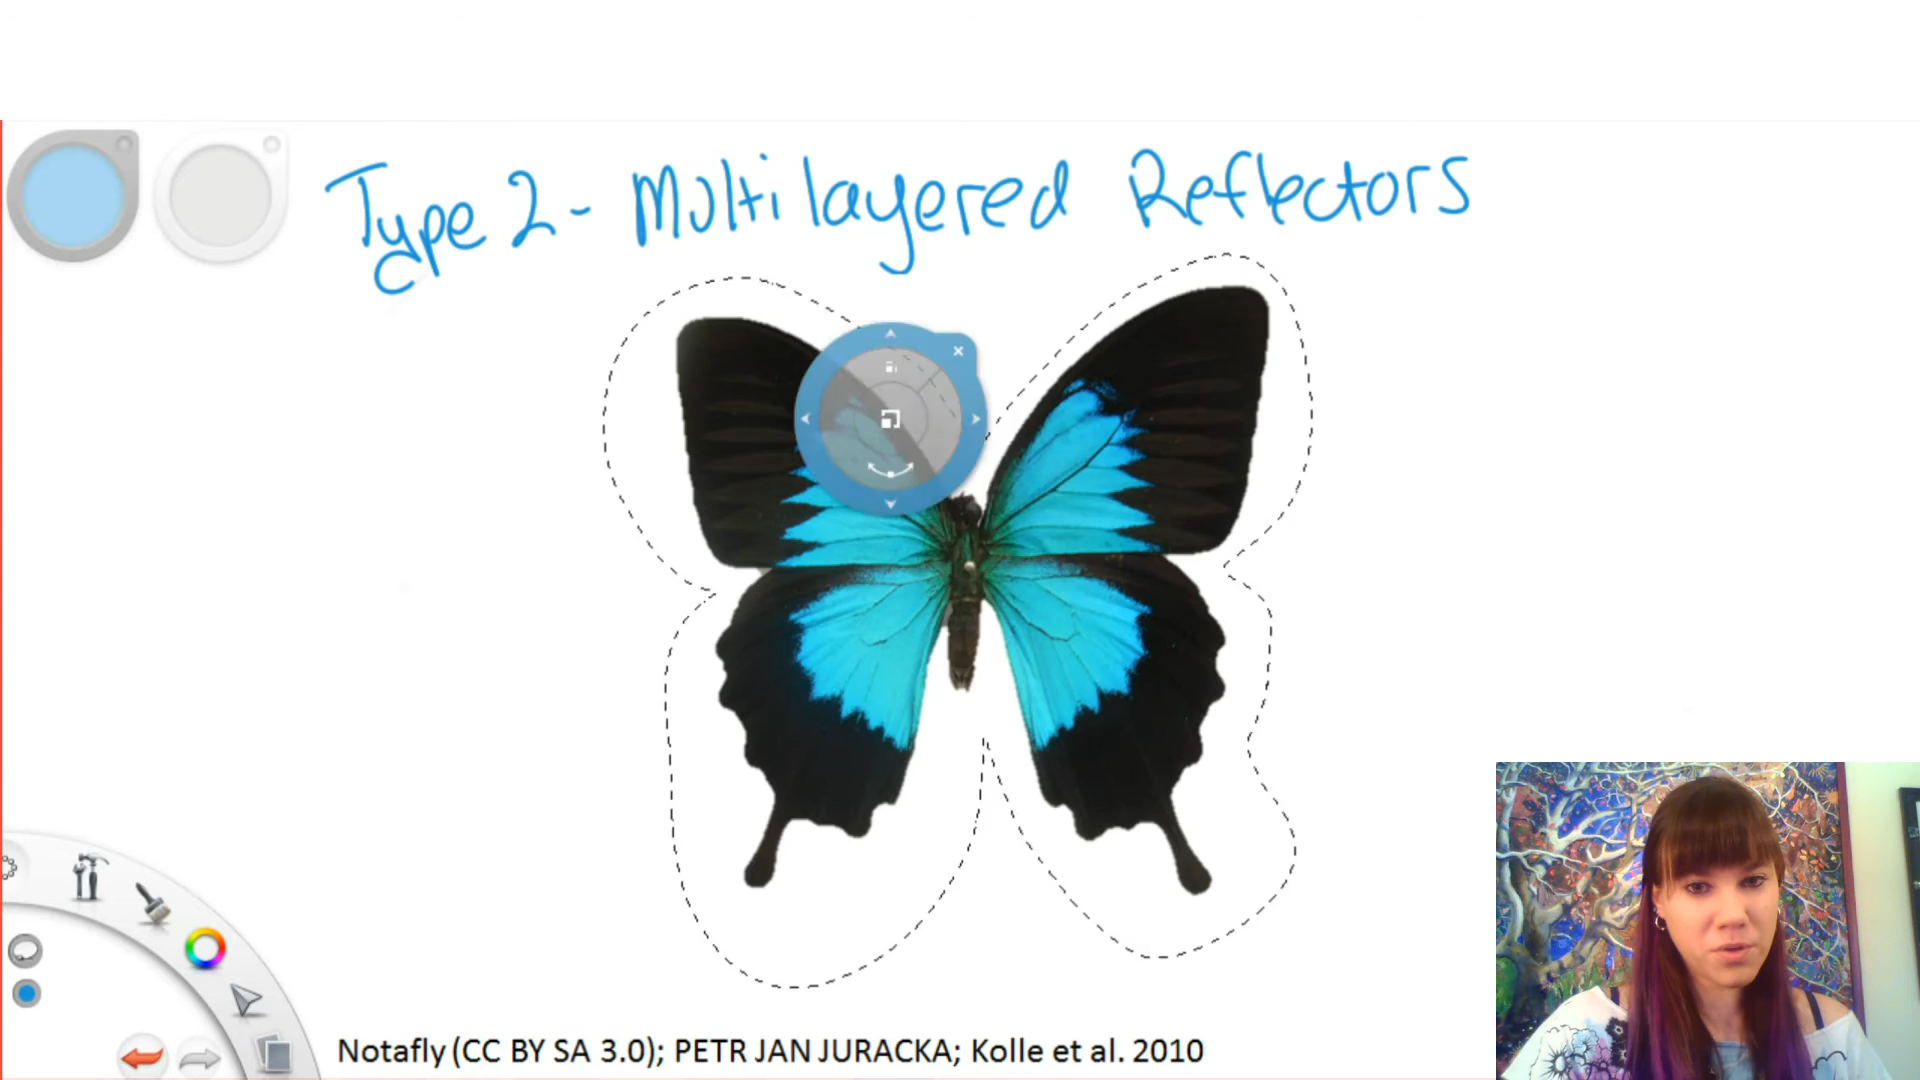 Type 2 - Multilayered Reflectors
Notafly (CC BY SA 3.0); PETR JAN JURACKA; Kolle et al. 2010